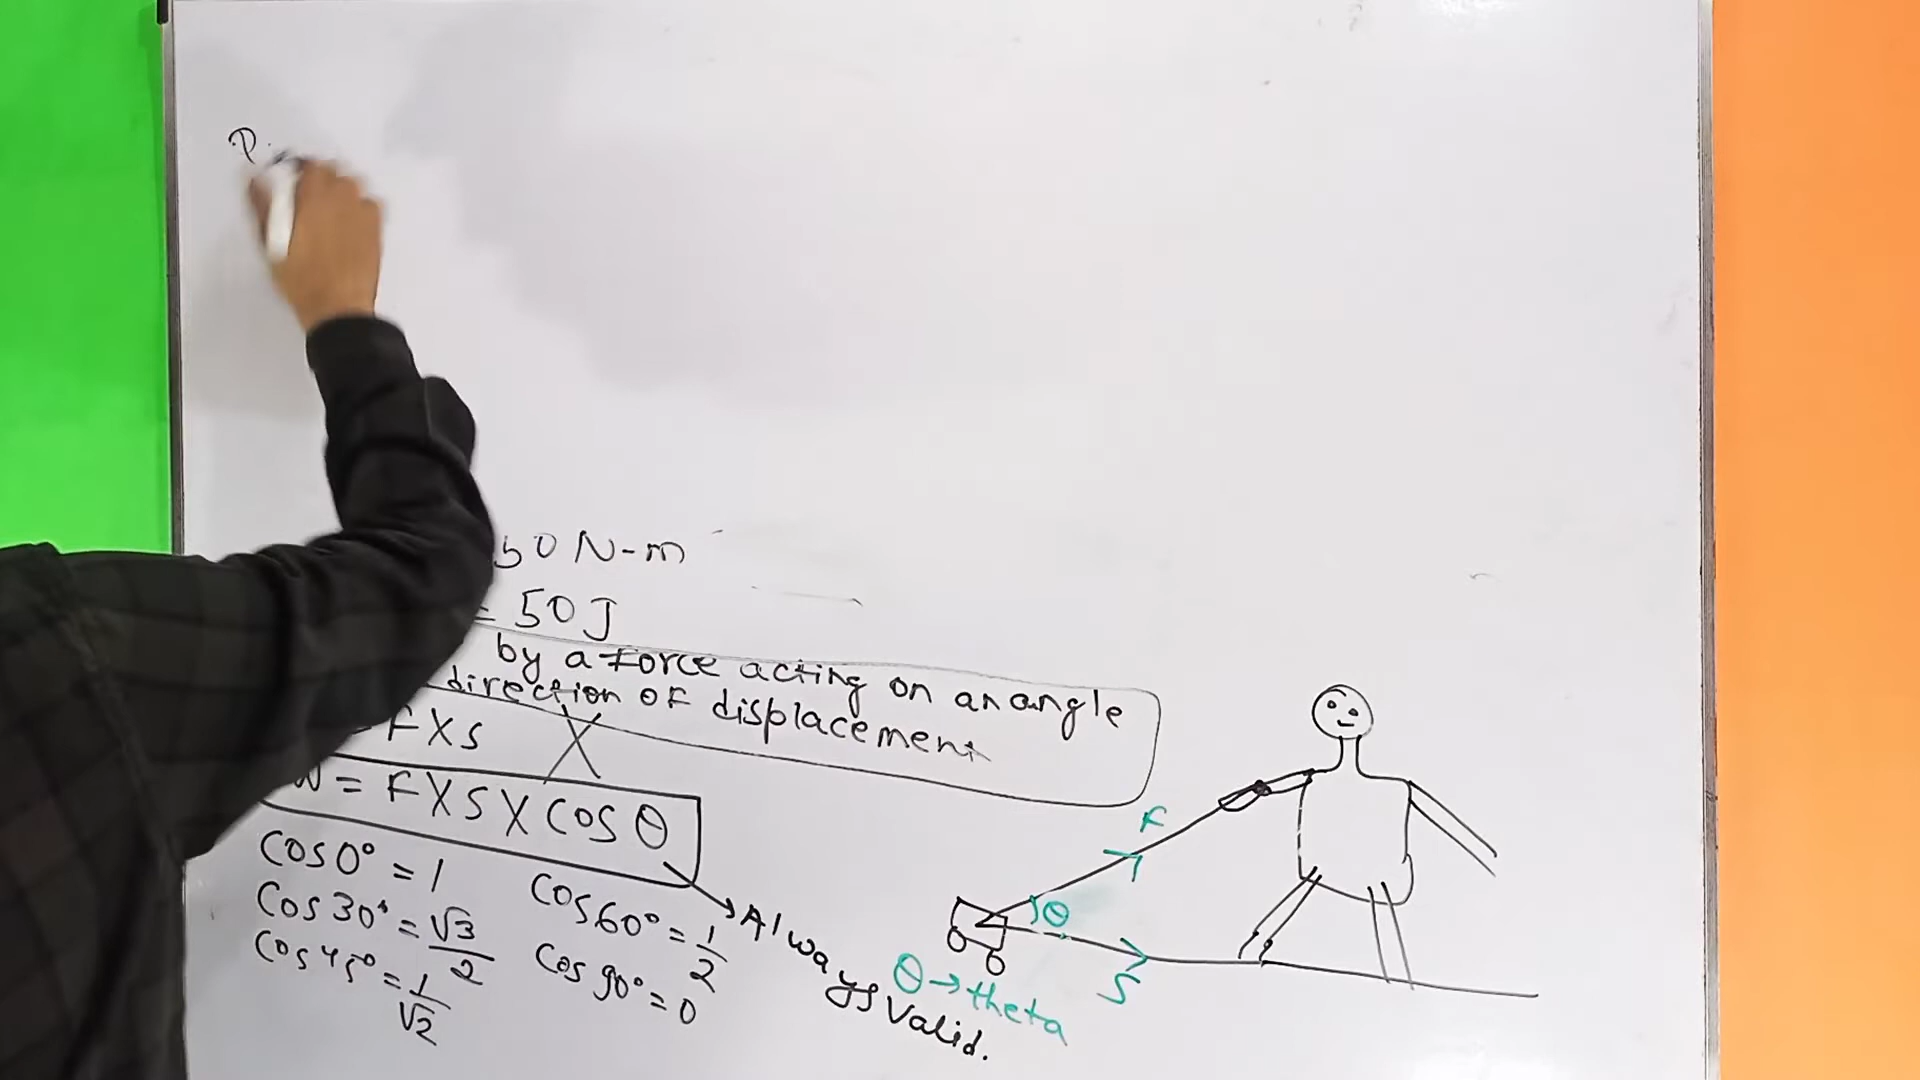 P.
50 N-m
= 50 J
by a force acting on an angle
direction of displacement
= F X S X
W = F X S X Cos θ
Cos 0° = 1
Cos 30° = √3/2
Cos 45° = 1/√2
Cos 60° = 1/2
Cos 90° = 0
Always Valid.
F
θ
S
θ → theta